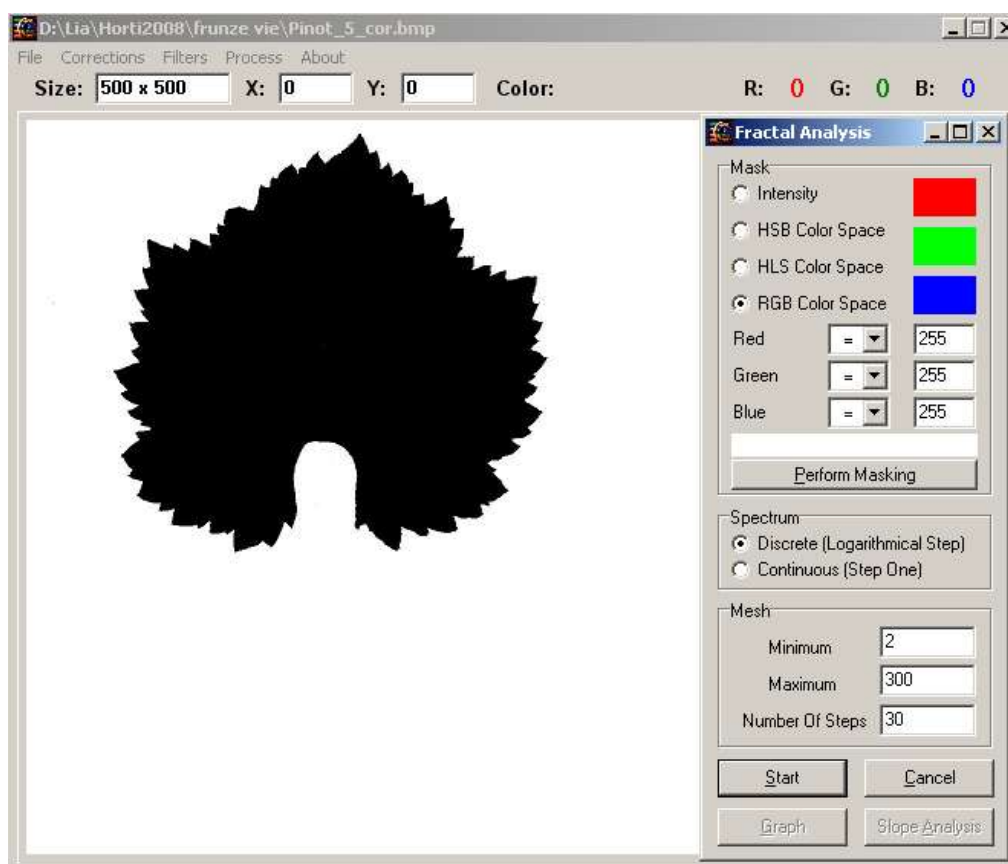 D:\Lia\Horti2008\frunze vie\Pinot_5_cor.bmp
File Corrections Filters Process About
Size: 500 x 500 X: 0 Y: 0 Color: R: 0 G: 0 B: 0
Fractal Analysis
Mask
Intensity
HSB Color Space
HLS Color Space
RGB Color Space
Red = 255
Green = 255
Blue = 255
Perform Masking
Spectrum
Discrete (Logarithmical Step)
Continuous (Step One)
Mesh
Minimum 2
Maximum 300
Number Of Steps 30
Start Cancel
Graph Slope Analysis